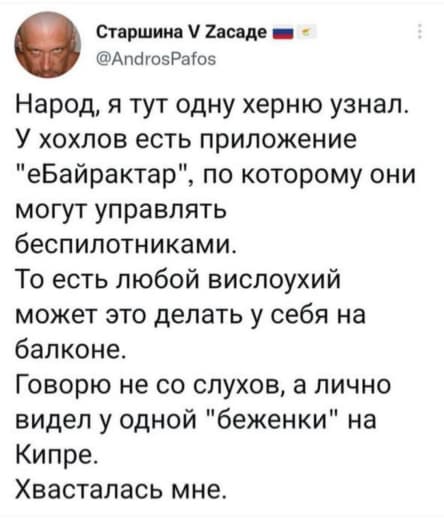 Старшина V Zасаде
@AndrosPafos
Народ, я тут одну херню узнал.
У хохлов есть приложение
"еБайрактар", по которому они
могут управлять
беспилотниками.
То есть любой вислоухий
может это делать у себя на
балконе.
Говорю не со слухов, а лично
видел у одной "беженки" на
Кипре.
Хвасталась мне.